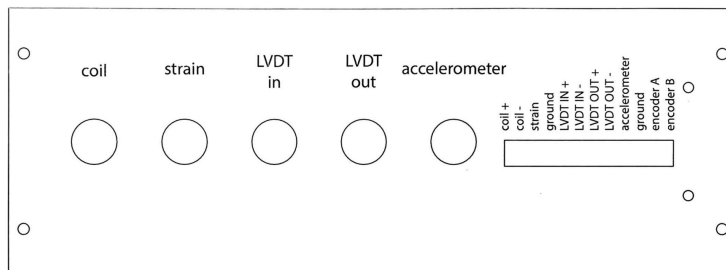 coil
strain
LVDT
in
LVDT
out
accelerometer
coil +
coil -
strain
ground
LVDT IN +
LVDT IN -
LVDT OUT +
LVDT OUT -
accelerometer
ground
encoder A
encoder B